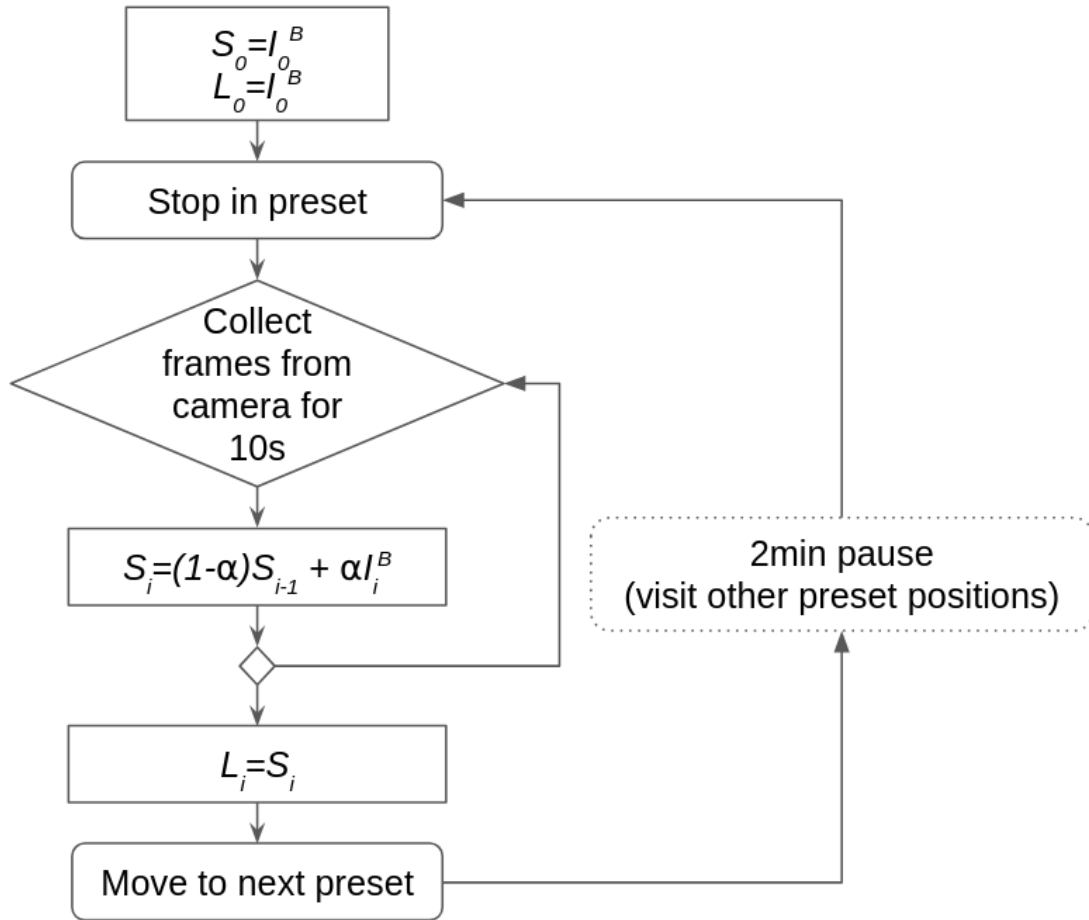 S₀=I₀ᴮ
L₀=I₀ᴮ
Stop in preset
Collect
frames from
camera for
10s
Sᵢ=(1-α)Sᵢ₋₁ + αIᵢᴮ
2min pause
(visit other preset positions)
Lᵢ=Sᵢ
Move to next preset